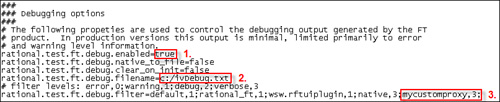 ###
### Debugging options
###
# The following propeties are used to control the debugging output generated by the FT
# product.  In production versions this output is minimal, limited primarily to error
# and warning level information.
rational.test.ft.debug.enabled=true 1.
rational.test.ft.debug.native_to_file=false
rational.test.ft.debug.clear_on_init=false
rational.test.ft.debug.filename=c:/ivDebug.txt 2.
# filter levels: error,0;warning,1;debug,2;verbose,3
rational.test.ft.debug.filter=default,1;rational_ft,1;wsw.rftuiplugin,1;native,3;mycustomproxy,3; 3.